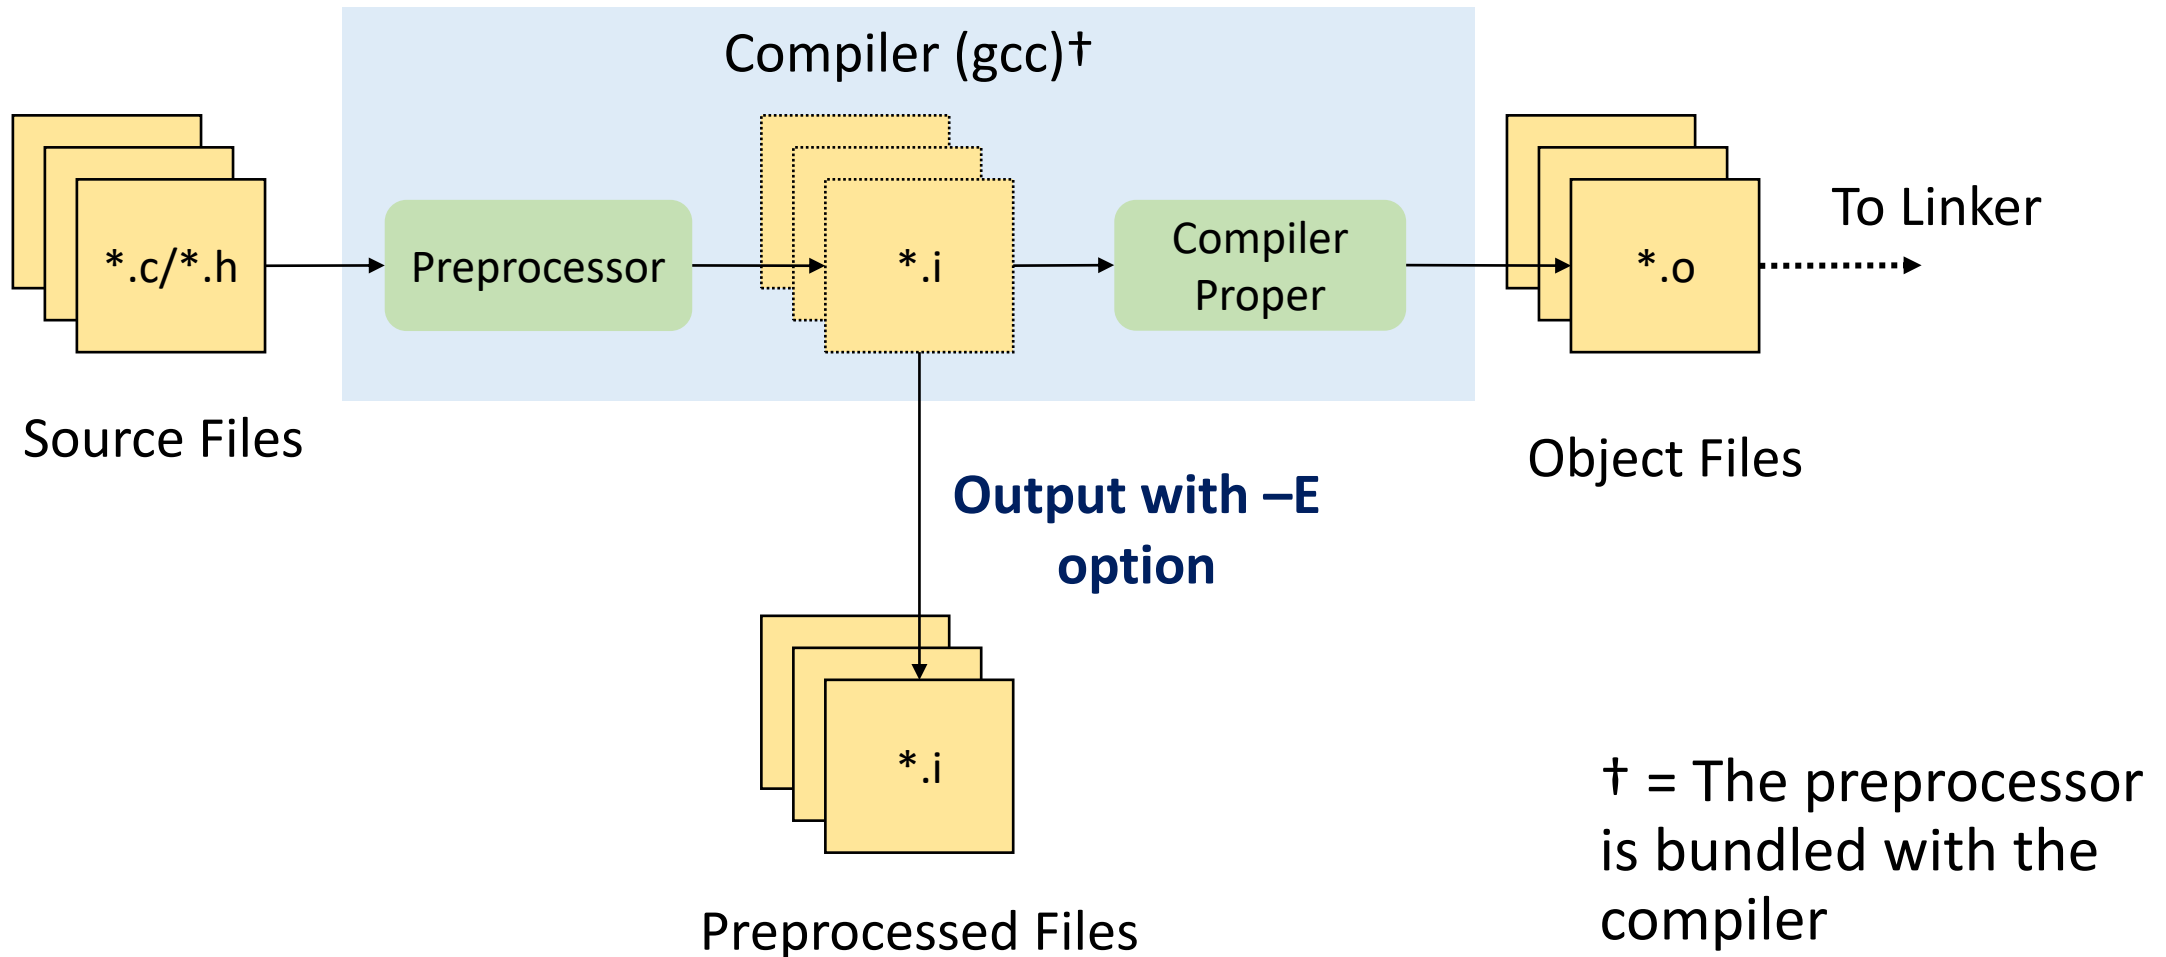 Compiler (gcc)†
*.c/*.h
Preprocessor
*.i
Compiler
Proper
*.o
To Linker
Source Files
Object Files
Output with –E
option
*.i
Preprocessed Files
† = The preprocessor
is bundled with the
compiler